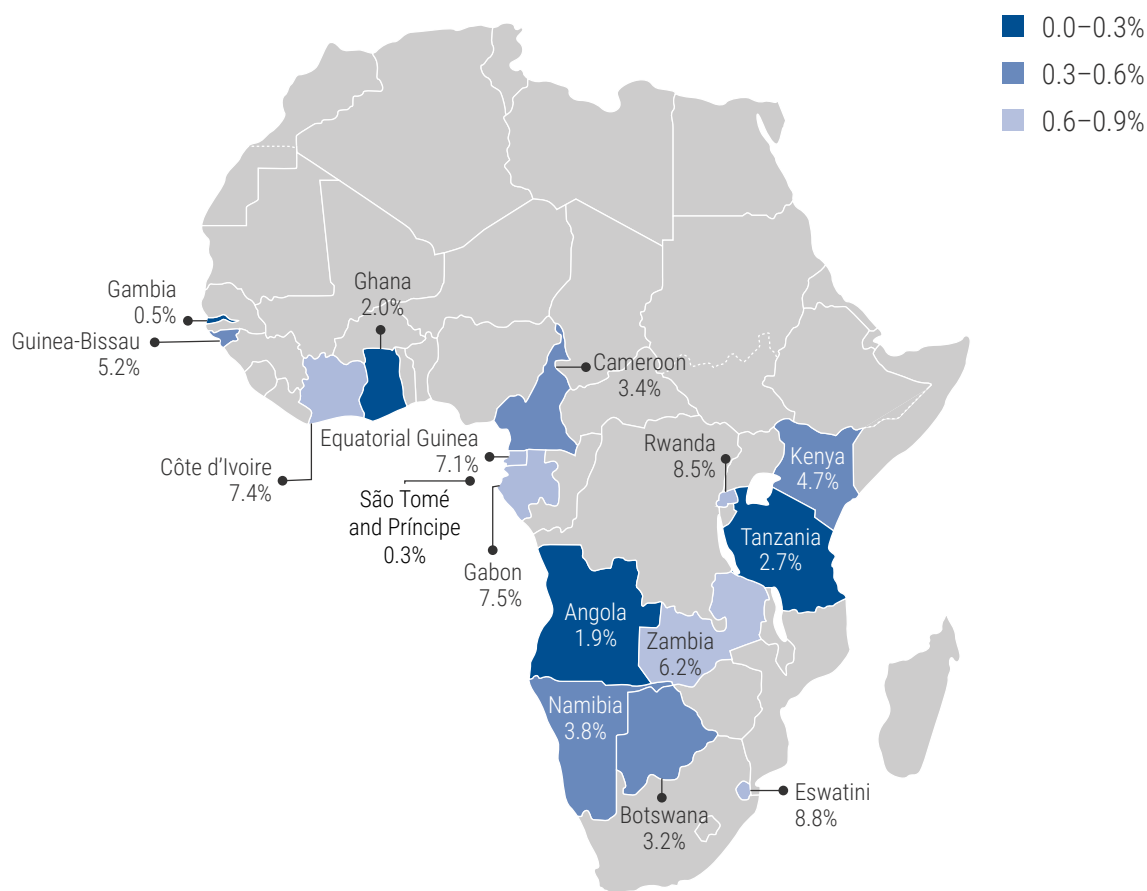 0.0–0.3%
0.3–0.6%
0.6–0.9%
Ghana
2.0%
Gambia
0.5%
Guinea-Bissau
5.2%
Cameroon
3.4%
Equatorial Guinea
7.1%
Rwanda
8.5%
Kenya
4.7%
Côte d’Ivoire
7.4%
São Tomé
and Príncipe
0.3%
Tanzania
2.7%
Gabon
7.5%
Angola
1.9%
Zambia
6.2%
Namibia
3.8%
Eswatini
8.8%
Botswana
3.2%